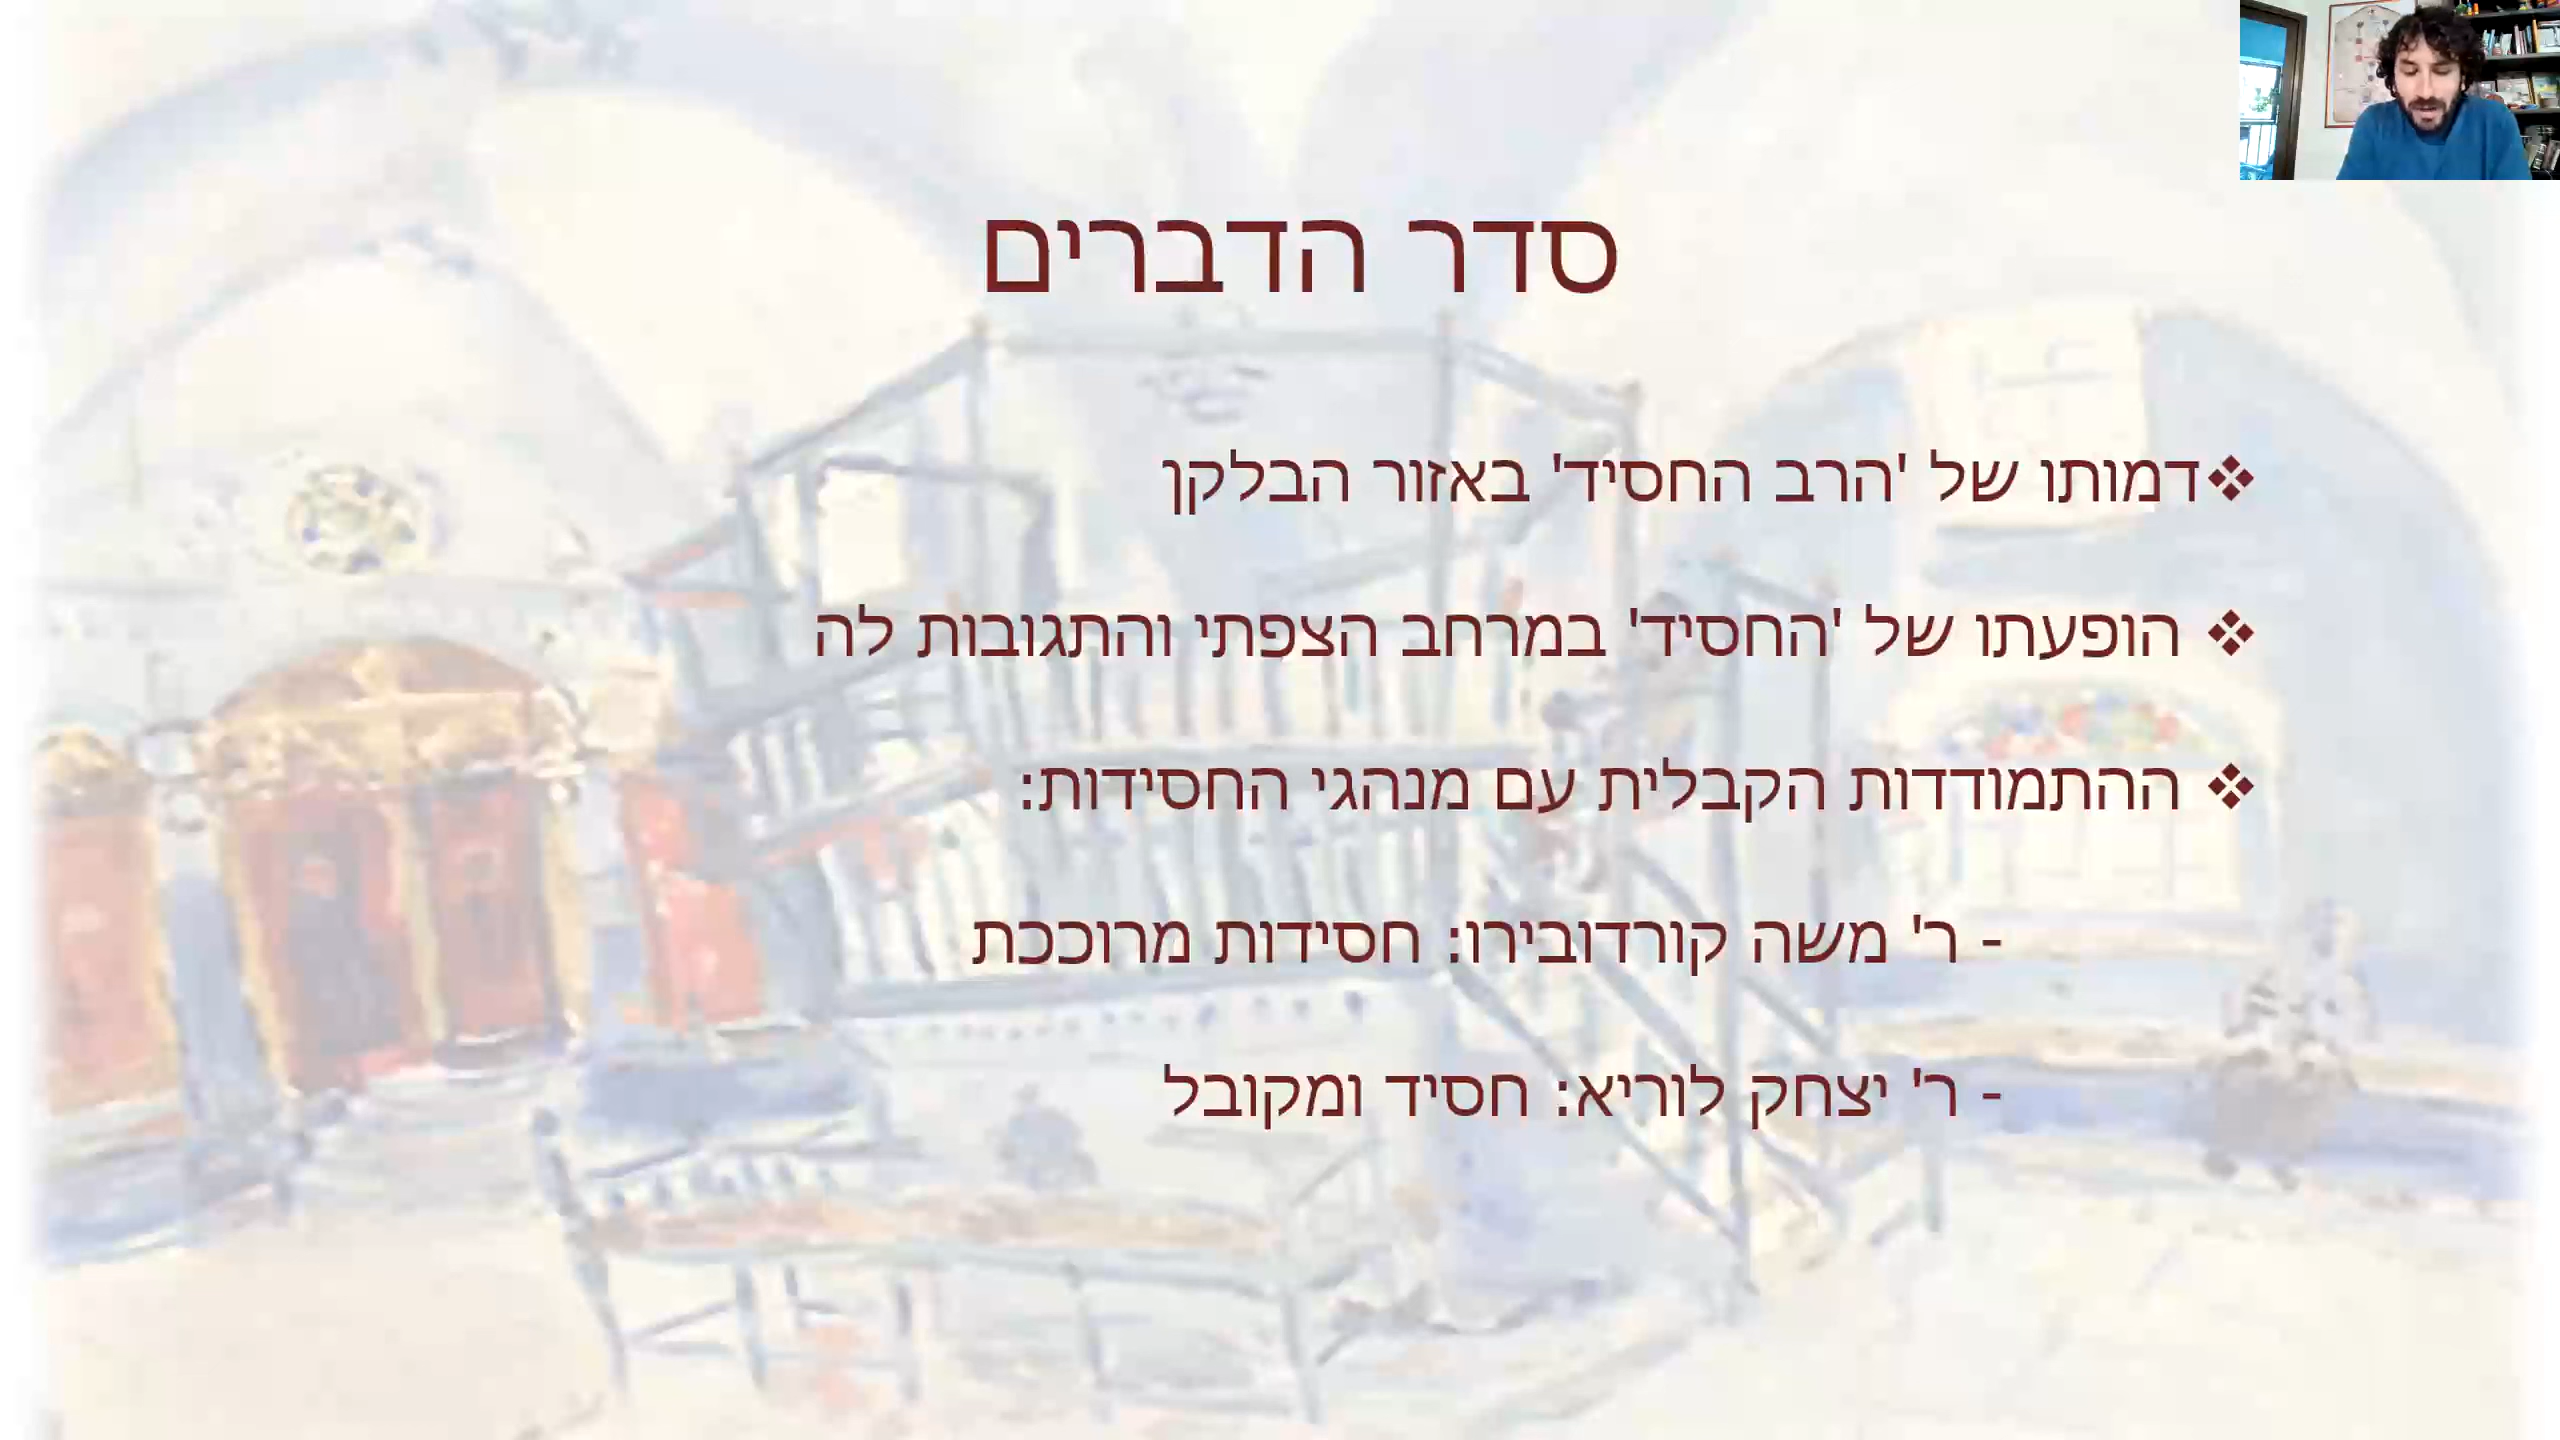 סדר הדברים
❖דמותו של 'הרב החסיד' באזור הבלקן
❖ הופעתו של 'החסיד' במרחב הצפתי והתגובות לה
❖ ההתמודדות הקבלית עם מנהגי החסידות:
- ר' משה קורדובירו: חסידות מרוככת
- ר' יצחק לוריא: חסיד ומקובל